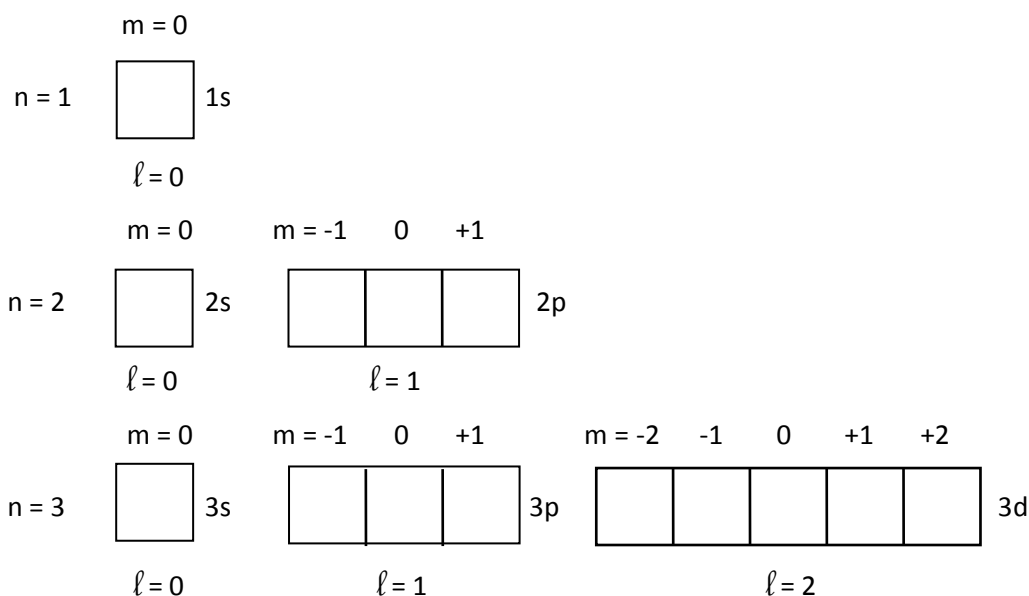 m = 0
n = 1 1s
ℓ = 0
m = 0 m = -1 0 +1
n = 2 2s 2p
ℓ = 0 ℓ = 1
m = 0 m = -1 0 +1 m = -2 -1 0 +1 +2
n = 3 3s 3p 3d
ℓ = 0 ℓ = 1 ℓ = 2